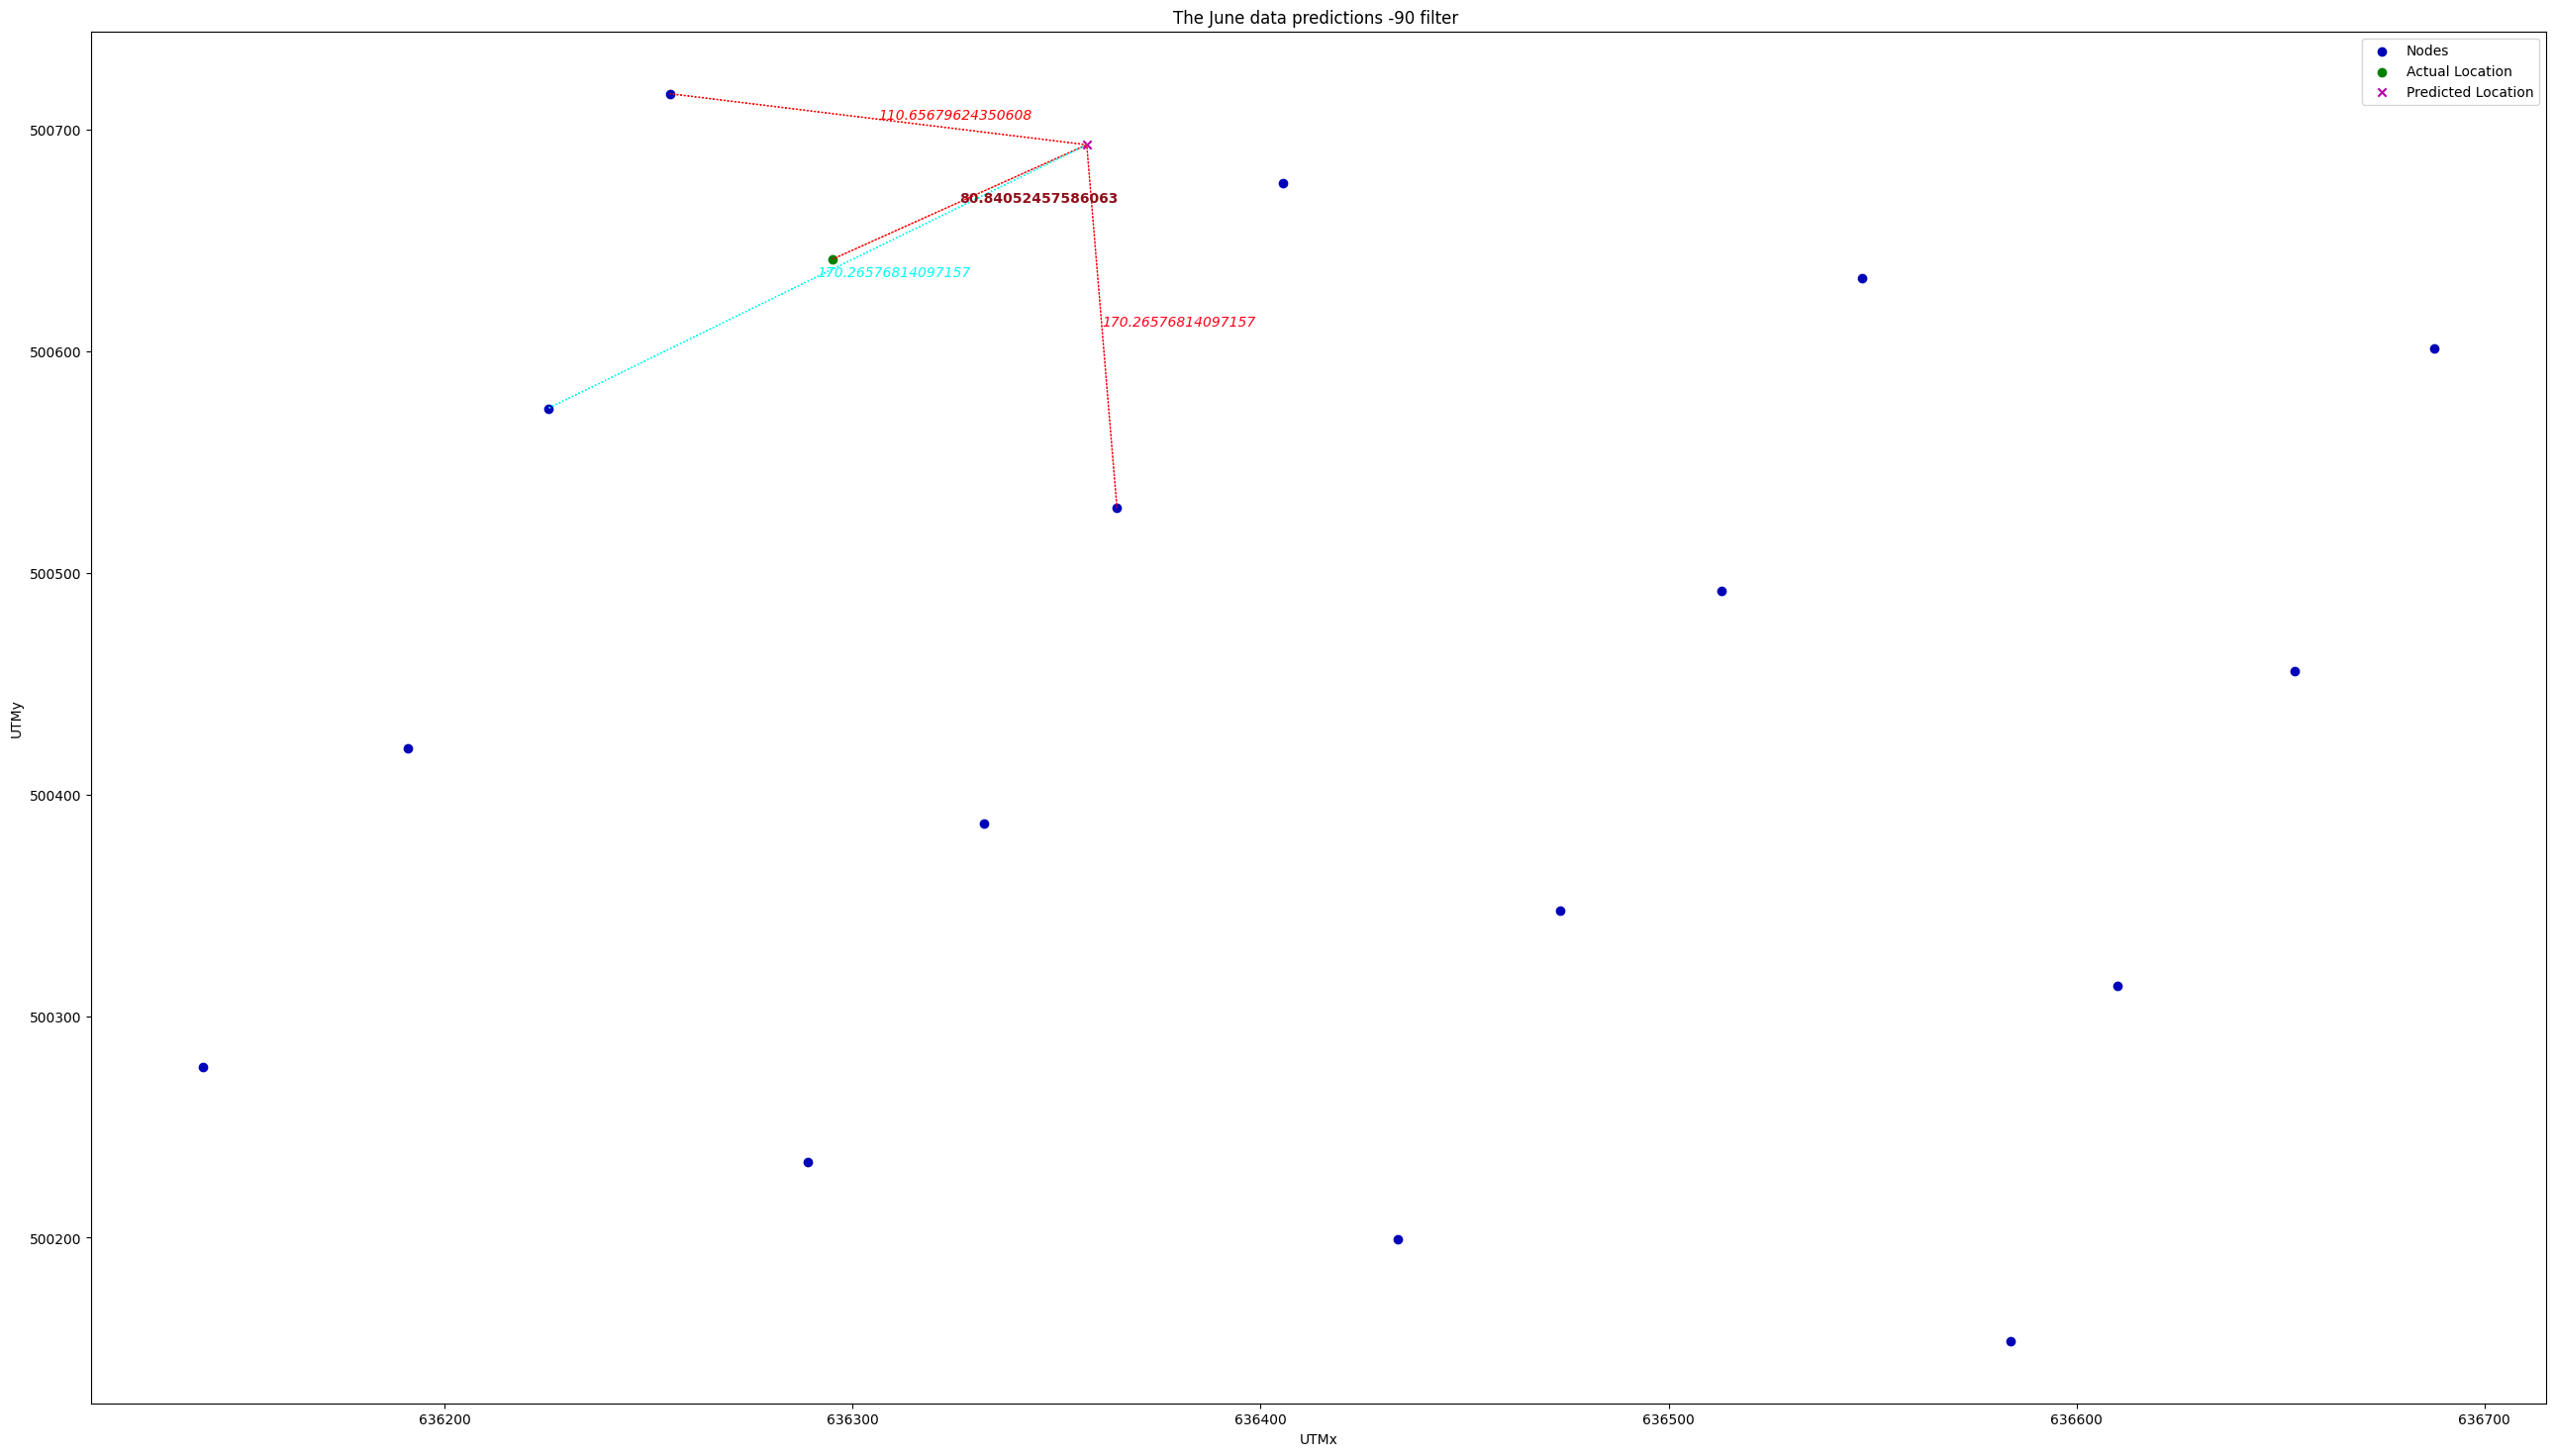 The June data predictions -90 filter
Nodes
Actual Location
Predicted Location
110.65679624350608
80.84052457586063
170.26576814097157
170.26576814097157
500700
500600
500500
500400
500300
500200
UTMy
636200
636300
636400
636500
636600
636700
UTMx